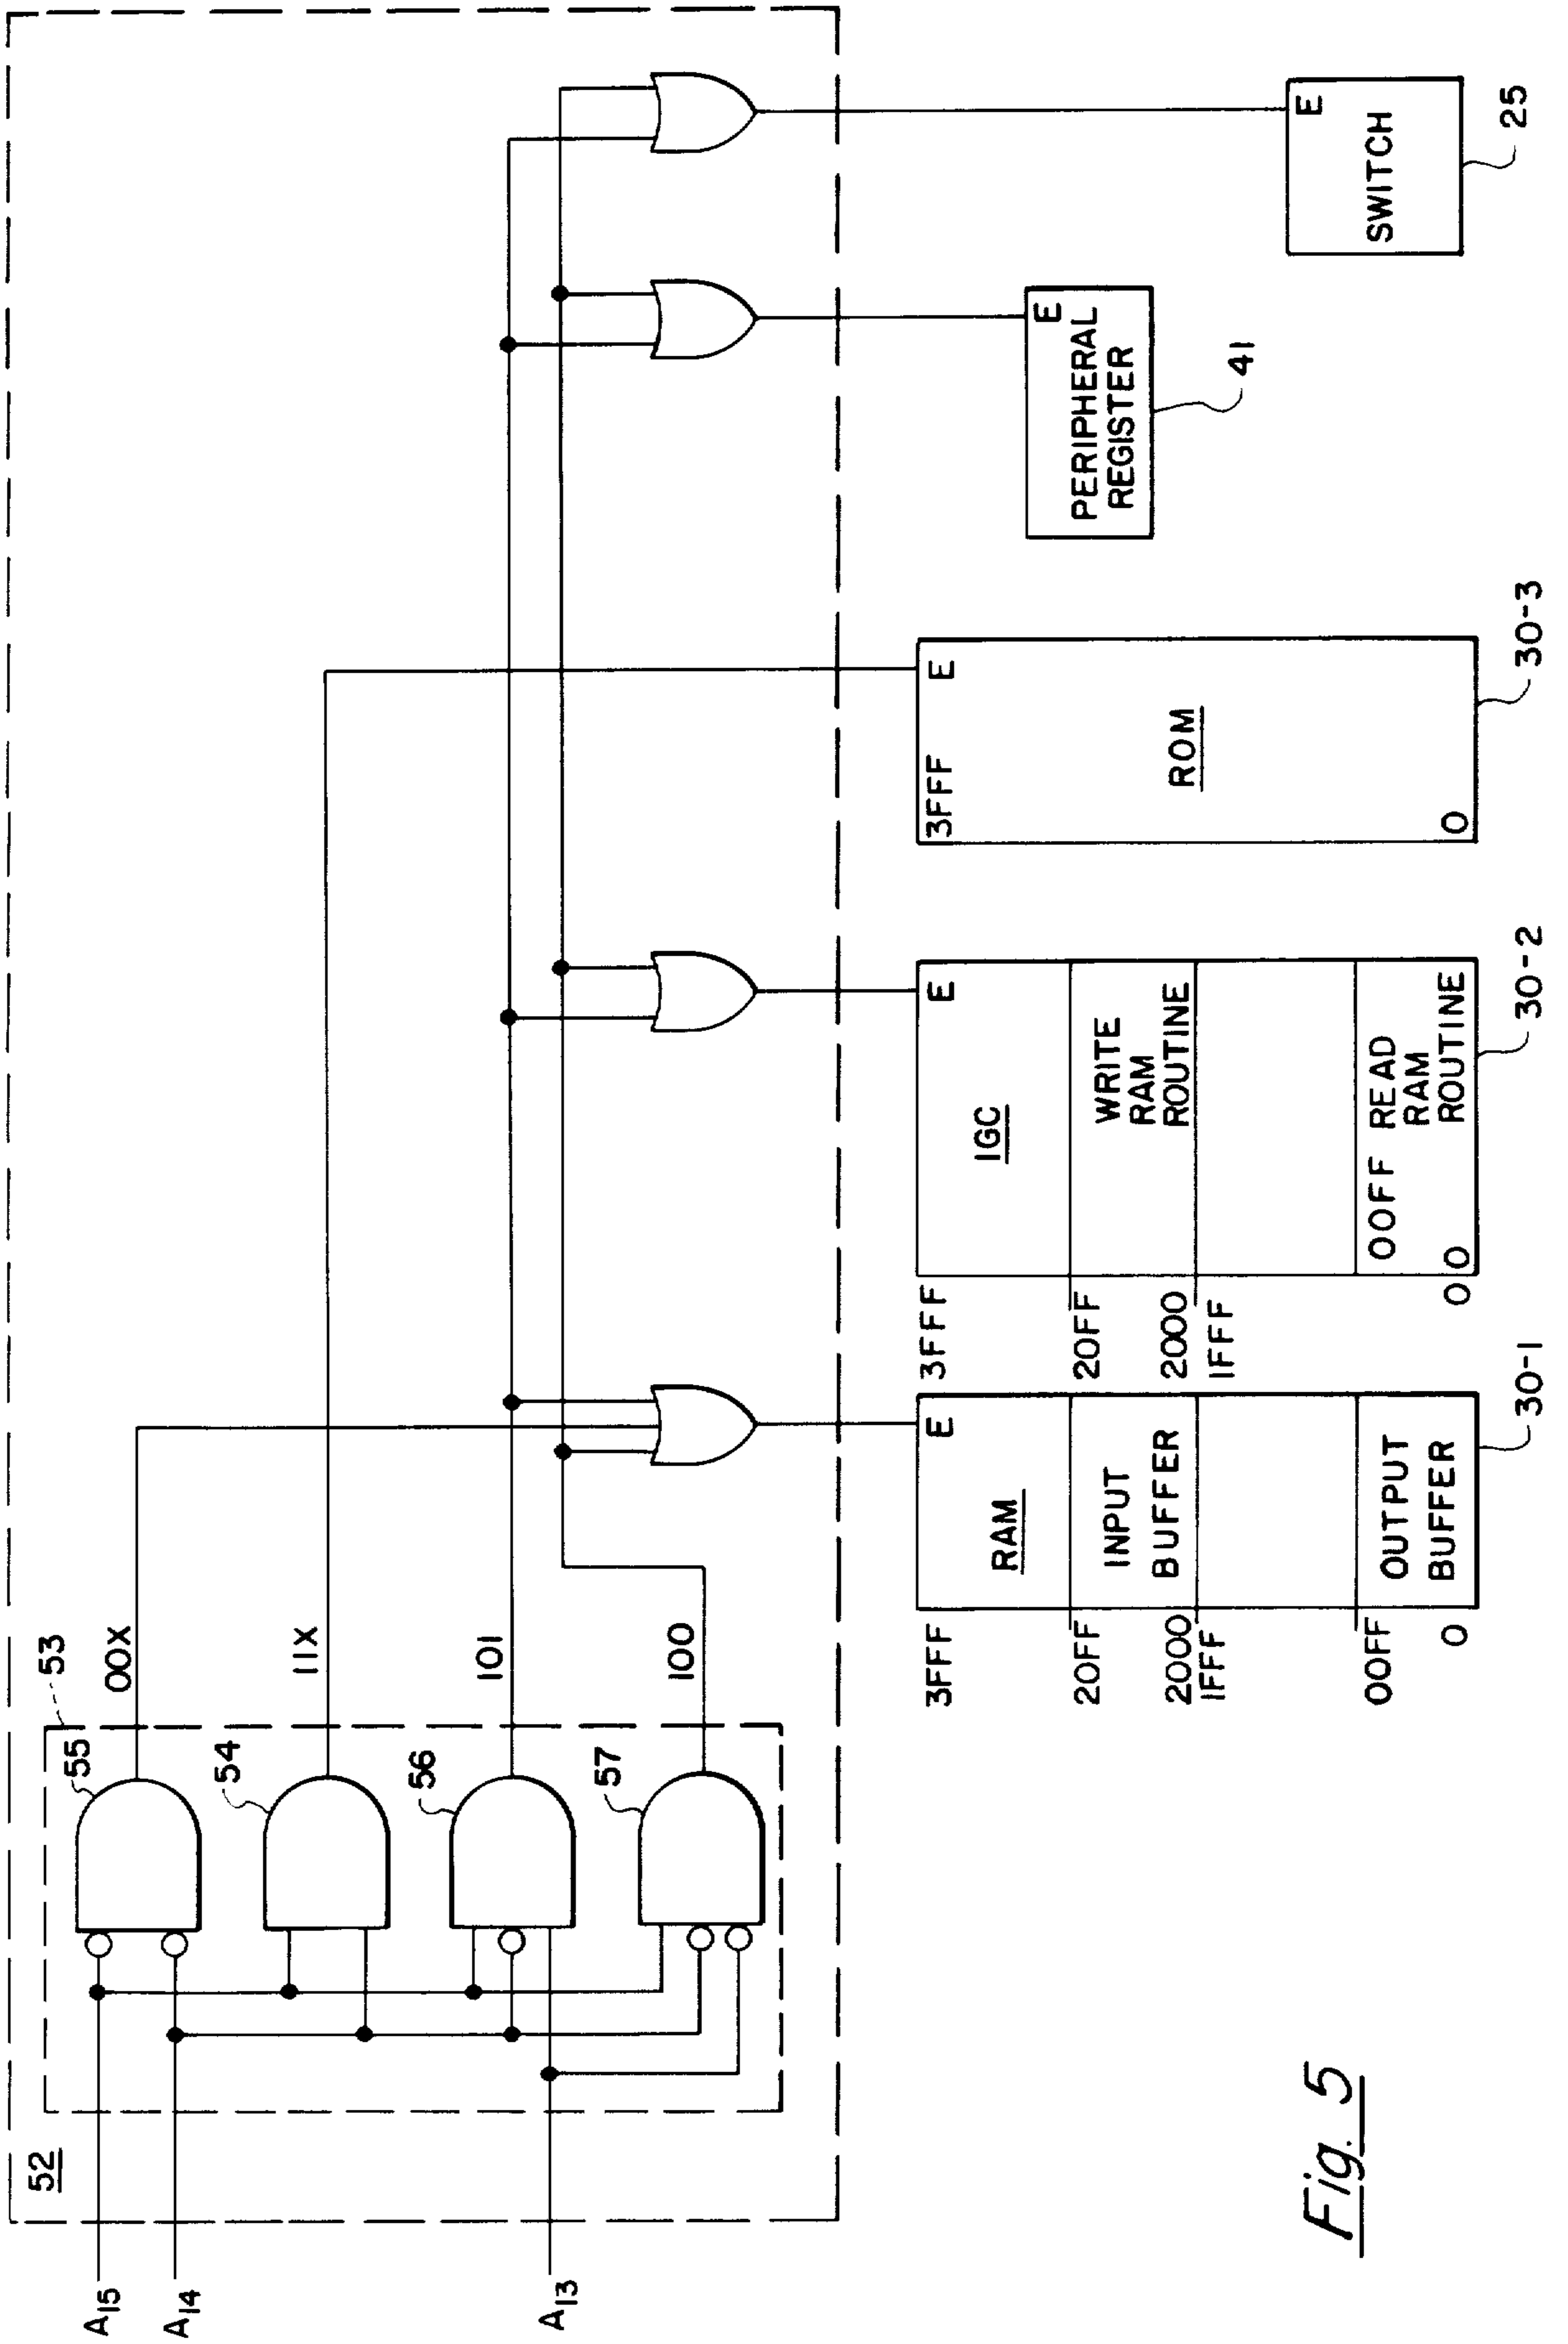 52
53
A15
A14
A13
55
54
56
57
00X
11X
101
100
3FFF
20FF
2000
1FFF
00FF
0
E
RAM
INPUT
BUFFER
OUTPUT
BUFFER
30-1
3FFF
20FF
2000
1FFF
0
E
IGC
WRITE
RAM
ROUTINE
00FF READ
RAM
ROUTINE
0
30-2
3FFF
E
ROM
0
30-3
E
PERIPHERAL
REGISTER
41
E
SWITCH
25
Fig. 5